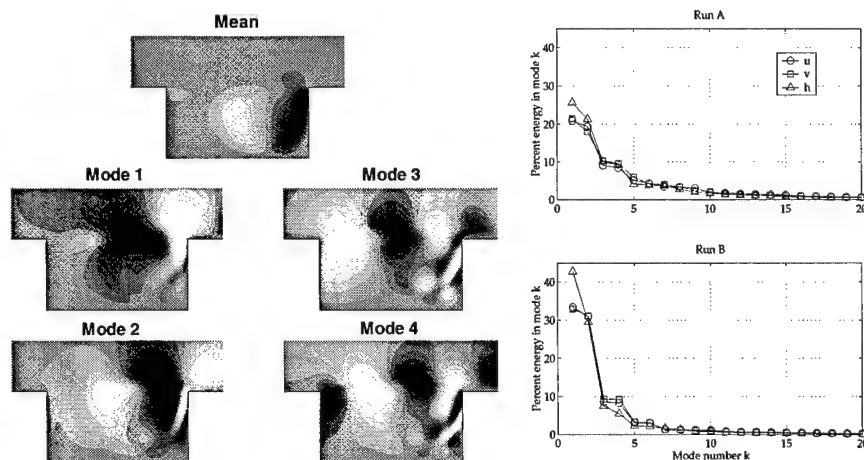 Mean
Mode 1
Mode 3
Mode 2
Mode 4
Run A
Percent energy in mode k
40
30
20
10
0
0
5
10
15
20
u
v
h
Run B
Percent energy in mode k
40
30
20
10
0
0
5
10
15
20
Mode number k